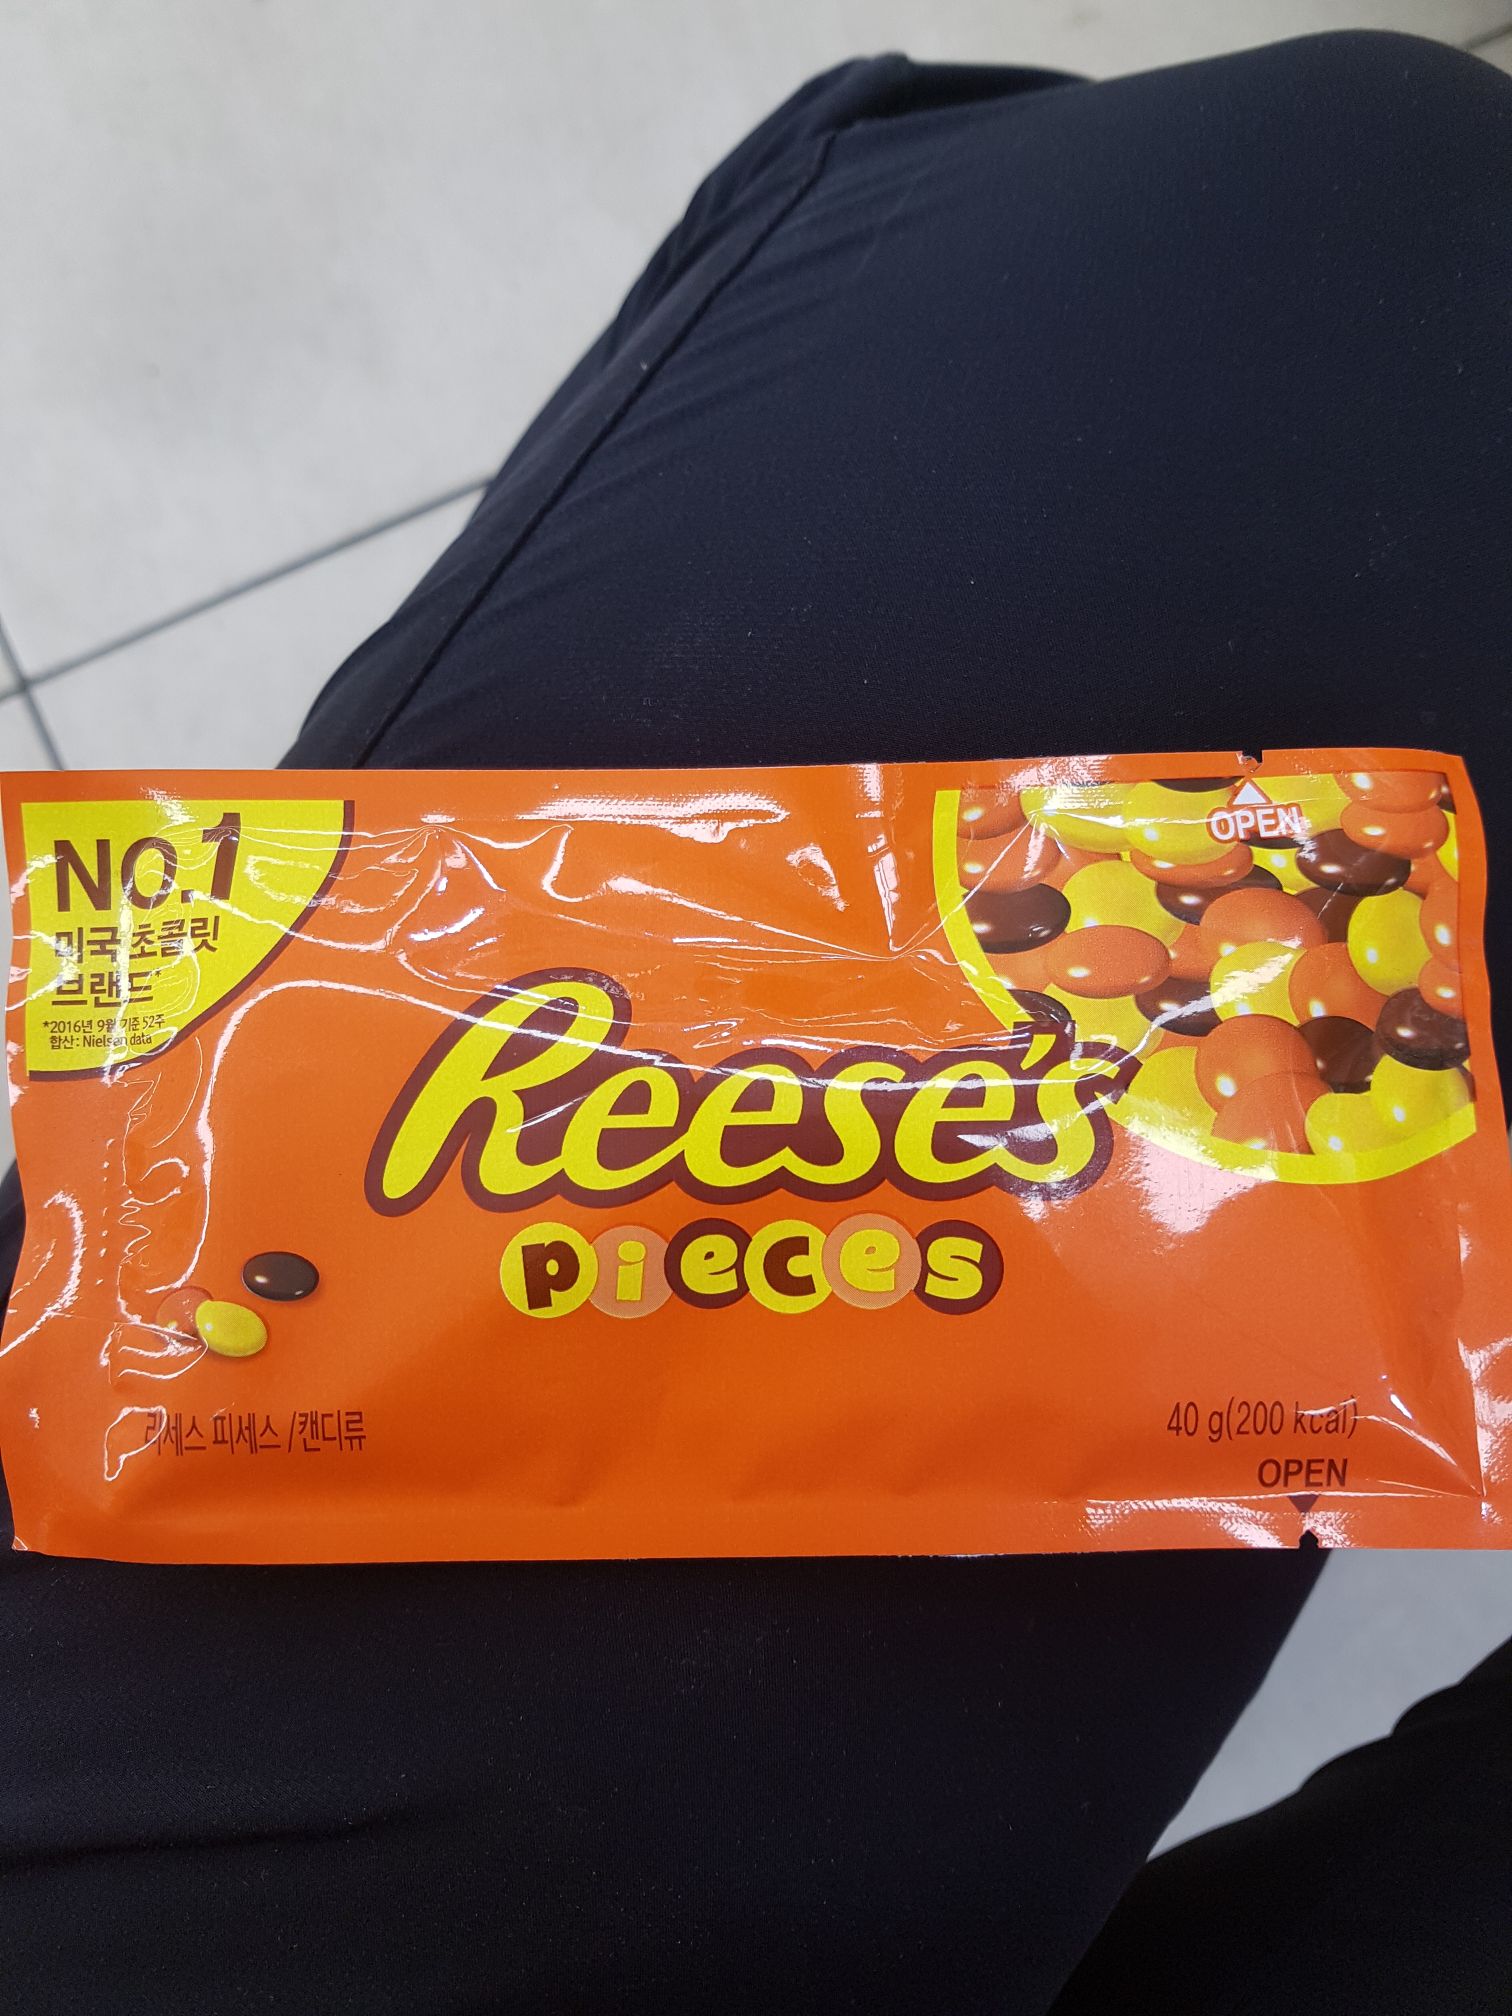 NO.1
미국 초콜릿
브랜드*
*2016년 9월 기준 52주
합산: Nielsen data
OPEN
Reese's
pieces
리세스 피세스 /캔디류
40 g(200 kcal)
OPEN